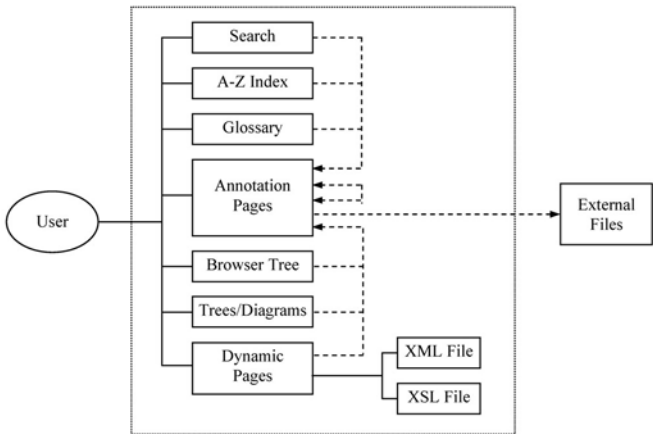 Search
A-Z Index
Glossary
Annotation
Pages
User
External
Files
Browser Tree
Trees/Diagrams
Dynamic
Pages
XML File
XSL File